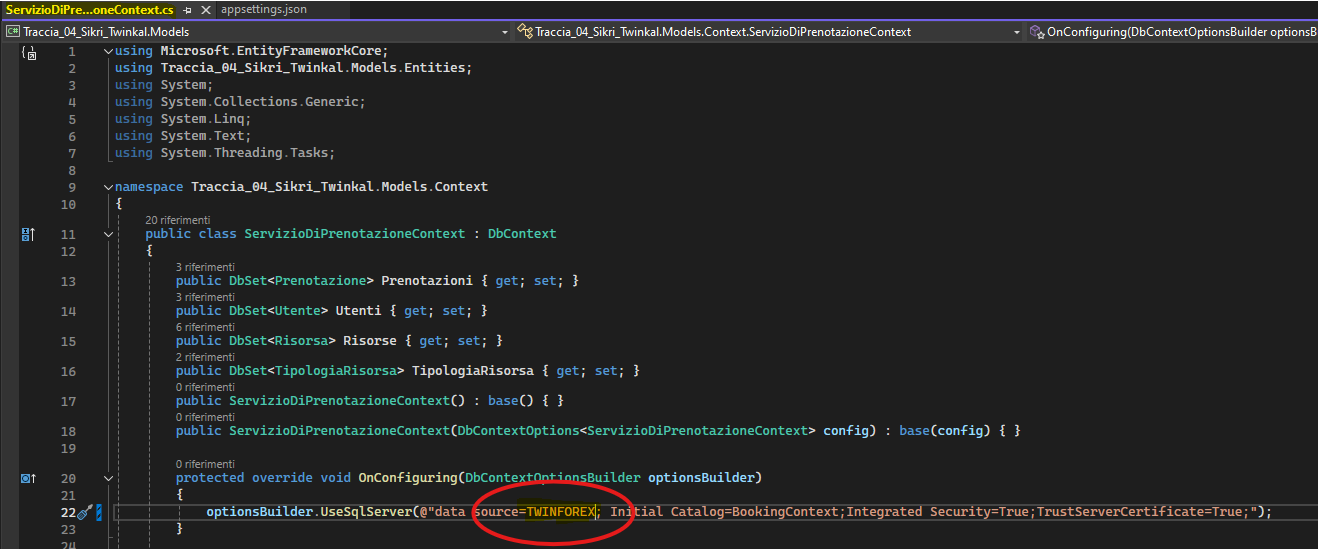 ServizioDiPre...oneContext.cs appsettings.json
Traccia_04_Sikri_Twinkal.Models Traccia_04_Sikri_Twinkal.Models.Context.ServizioDiPrenotazioneContext OnConfiguring(DbContextOptionsBuilder optionsB
1 using Microsoft.EntityFrameworkCore;
2 using Traccia_04_Sikri_Twinkal.Models.Entities;
3 using System;
4 using System.Collections.Generic;
5 using System.Linq;
6 using System.Text;
7 using System.Threading.Tasks;
8
9 namespace Traccia_04_Sikri_Twinkal.Models.Context
10 {
20 riferimenti
11 public class ServizioDiPrenotazioneContext : DbContext
12 {
3 riferimenti
13 public DbSet<Prenotazione> Prenotazioni { get; set; }
3 riferimenti
14 public DbSet<Utente> Utenti { get; set; }
6 riferimenti
15 public DbSet<Risorsa> Risorse { get; set; }
2 riferimenti
16 public DbSet<TipologiaRisorsa> TipologiaRisorsa { get; set; }
0 riferimenti
17 public ServizioDiPrenotazioneContext() : base() { }
0 riferimenti
18 public ServizioDiPrenotazioneContext(DbContextOptions<ServizioDiPrenotazioneContext> config) : base(config) { }
19
0 riferimenti
20 protected override void OnConfiguring(DbContextOptionsBuilder optionsBuilder)
21 {
22 optionsBuilder.UseSqlServer(@"data source=TWINFOREX; Initial Catalog=BookingContext;Integrated Security=True;TrustServerCertificate=True;");
23 }
24